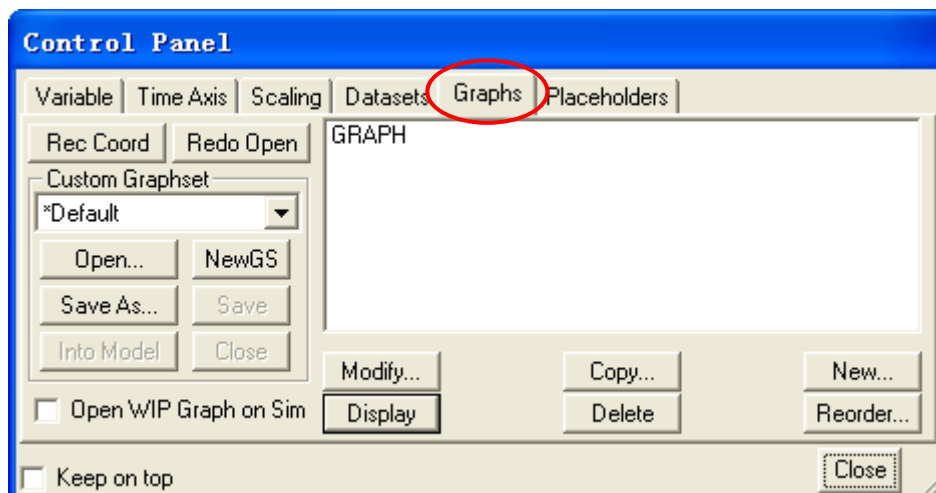 Control Panel
Variable Time Axis Scaling Datasets Graphs Placeholders
Rec Coord Redo Open
GRAPH
Custom Graphset
*Default
Open... NewGS
Save As... Save
Into Model Close
Modify... Copy... New...
Open WIP Graph on Sim
Display Delete Reorder...
Keep on top
Close